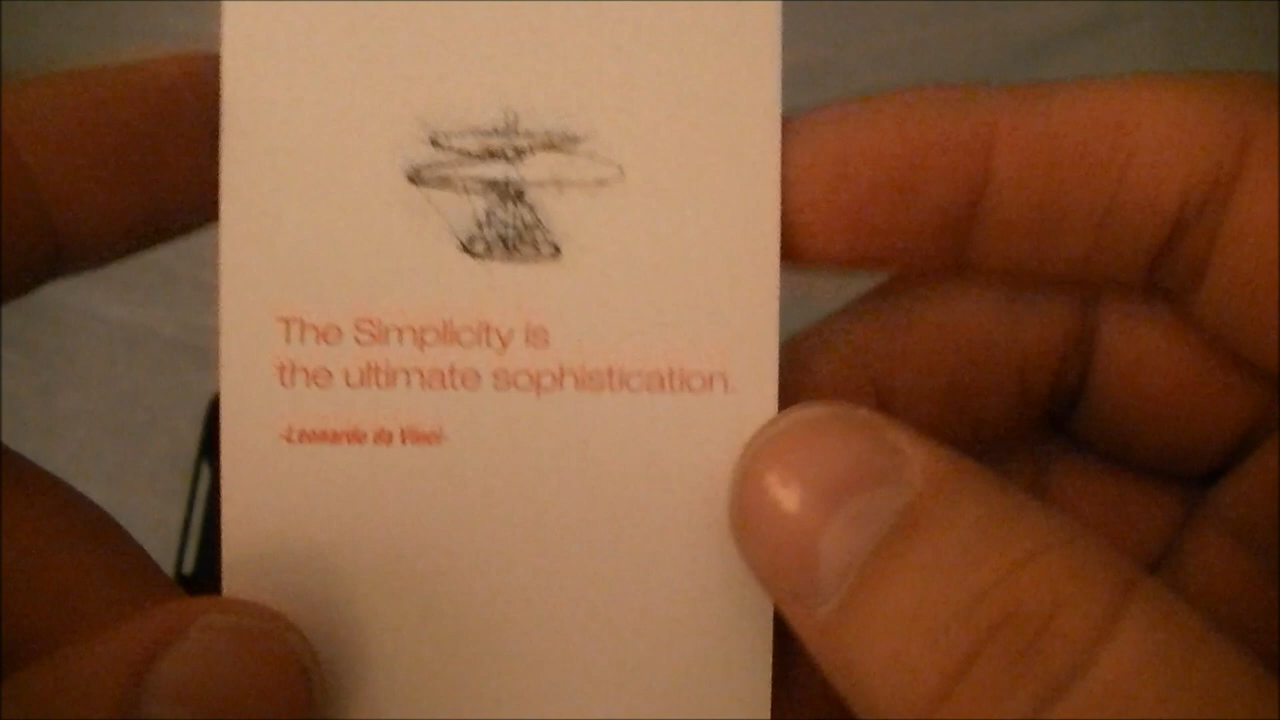 The Simplicity is
the ultimate sophistication.
-Leonardo da Vinci-